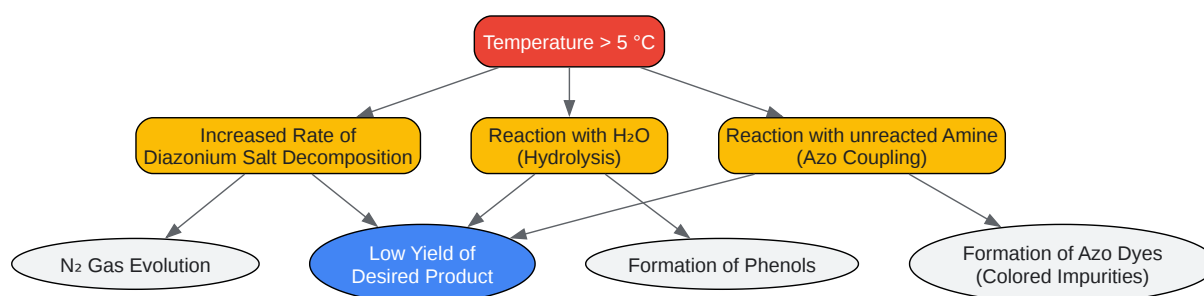 Temperature > 5 °C
Increased Rate of
Diazonium Salt Decomposition
Reaction with H₂O
(Hydrolysis)
Reaction with unreacted Amine
(Azo Coupling)
N₂ Gas Evolution
Low Yield of
Desired Product
Formation of Phenols
Formation of Azo Dyes
(Colored Impurities)